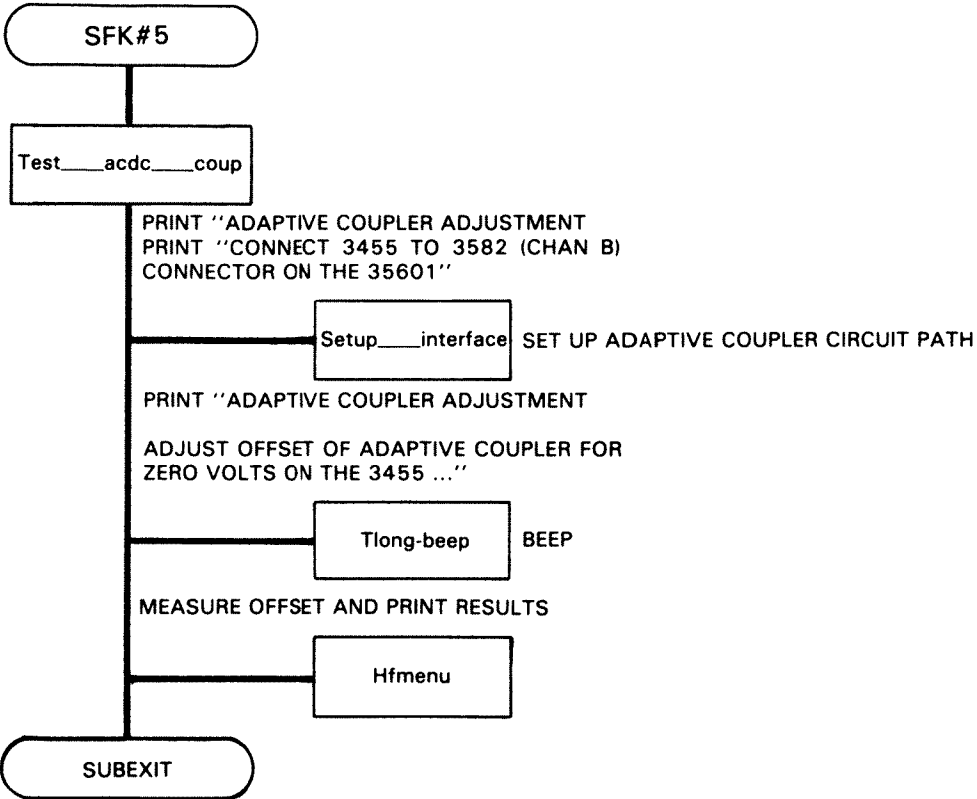 SFK#5
Test____acdc____coup
PRINT ''ADAPTIVE COUPLER ADJUSTMENT
PRINT ''CONNECT 3455 TO 3582 (CHAN B)
CONNECTOR ON THE 35601''
Setup____interface
SET UP ADAPTIVE COUPLER CIRCUIT PATH
PRINT ''ADAPTIVE COUPLER ADJUSTMENT
ADJUST OFFSET OF ADAPTIVE COUPLER FOR
ZERO VOLTS ON THE 3455 ...''
Tlong-beep
BEEP
MEASURE OFFSET AND PRINT RESULTS
Hfmenu
SUBEXIT